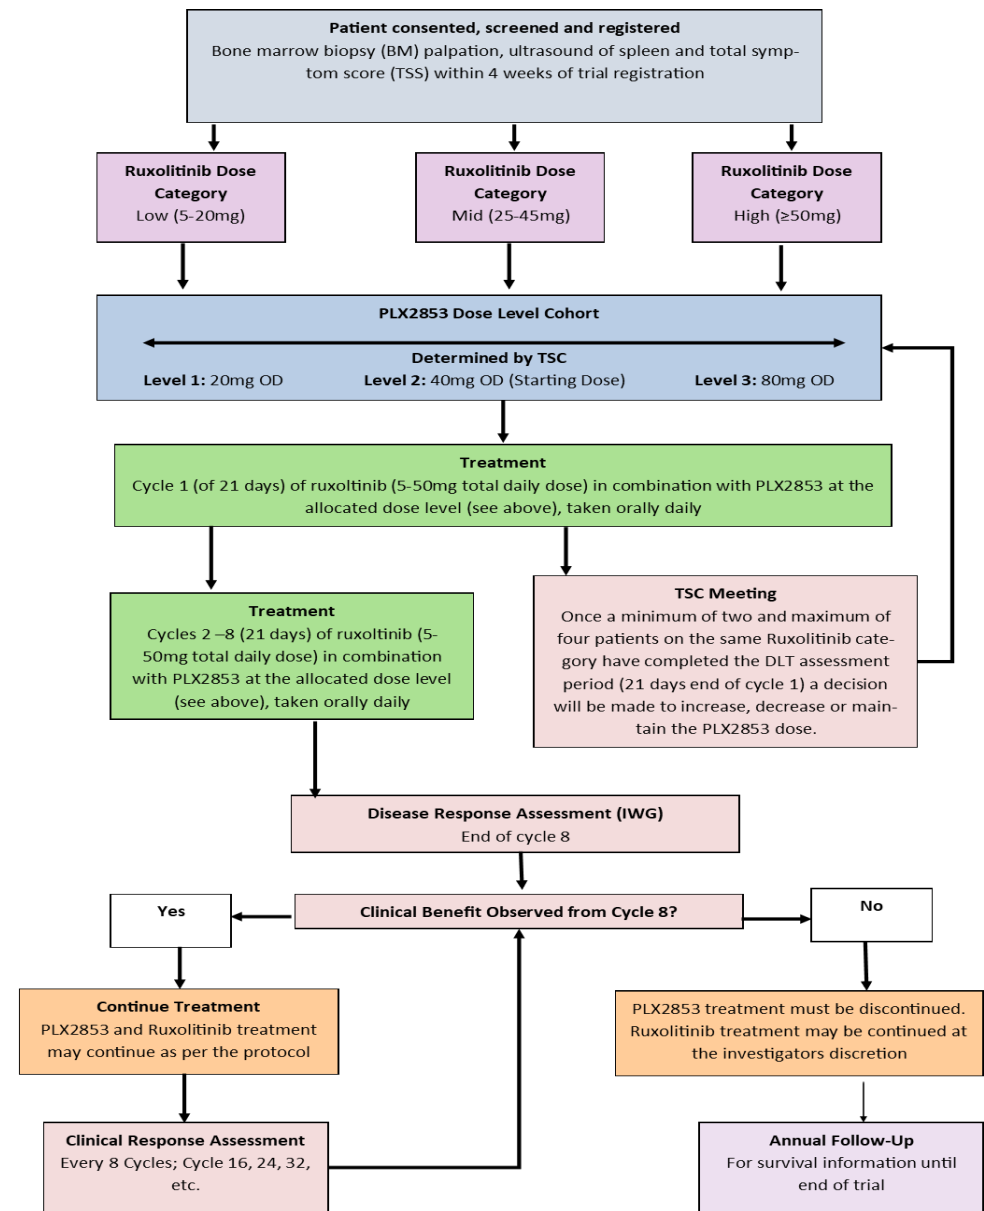 Patient consented, screened and registered
Bone marrow biopsy (BM) palpation, ultrasound of spleen and total symp-
tom score (TSS) within 4 weeks of trial registration
Ruxolitinib Dose
Category
Low (5-20mg)
Ruxolitinib Dose
Category
Mid (25-45mg)
Ruxolitinib Dose
Category
High (≥50mg)
PLX2853 Dose Level Cohort
Determined by TSC
Level 1: 20mg OD
Level 2: 40mg OD (Starting Dose)
Level 3: 80mg OD
Treatment
Cycle 1 (of 21 days) of ruxoltinib (5-50mg total daily dose) in combination with PLX2853 at the
allocated dose level (see above), taken orally daily
Treatment
Cycles 2 –8 (21 days) of ruxoltinib (5-
50mg total daily dose) in combination
with PLX2853 at the allocated dose level
(see above), taken orally daily
TSC Meeting
Once a minimum of two and maximum of
four patients on the same Ruxolitinib cate-
gory have completed the DLT assessment
period (21 days end of cycle 1) a decision
will be made to increase, decrease or main-
tain the PLX2853 dose.
Disease Response Assessment (IWG)
End of cycle 8
Clinical Benefit Observed from Cycle 8?
Yes
No
Continue Treatment
PLX2853 and Ruxolitinib treatment
may continue as per the protocol
PLX2853 treatment must be discontinued.
Ruxolitinib treatment may be continued at
the investigators discretion
Clinical Response Assessment
Every 8 Cycles; Cycle 16, 24, 32,
etc.
Annual Follow-Up
For survival information until
end of trial